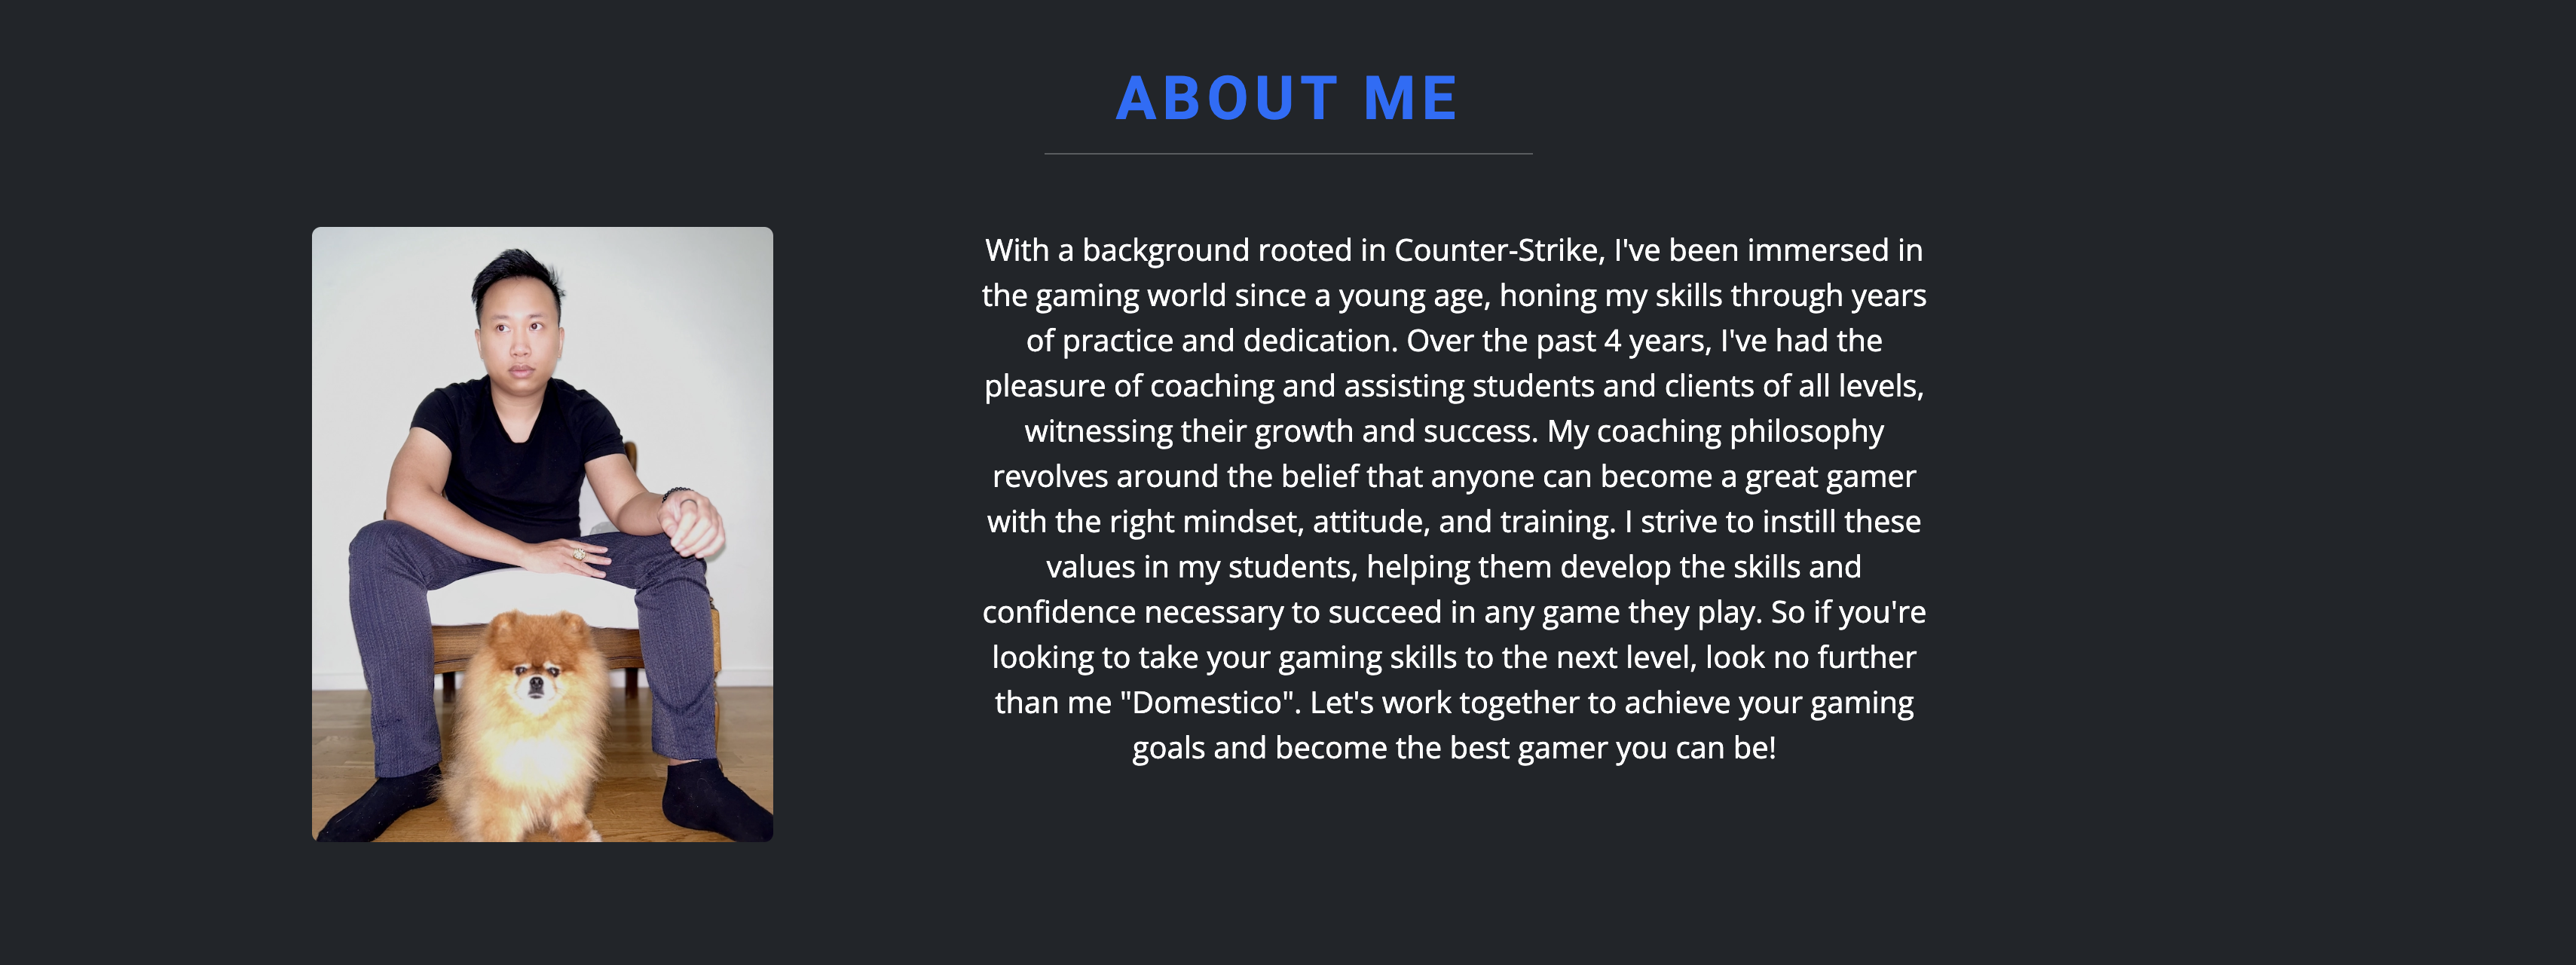 ABOUT ME
With a background rooted in Counter-Strike, I've been immersed in
the gaming world since a young age, honing my skills through years
of practice and dedication. Over the past 4 years, I've had the
pleasure of coaching and assisting students and clients of all levels,
witnessing their growth and success. My coaching philosophy
revolves around the belief that anyone can become a great gamer
with the right mindset, attitude, and training. I strive to instill these
values in my students, helping them develop the skills and
confidence necessary to succeed in any game they play. So if you're
looking to take your gaming skills to the next level, look no further
than me "Domestico". Let's work together to achieve your gaming
goals and become the best gamer you can be!